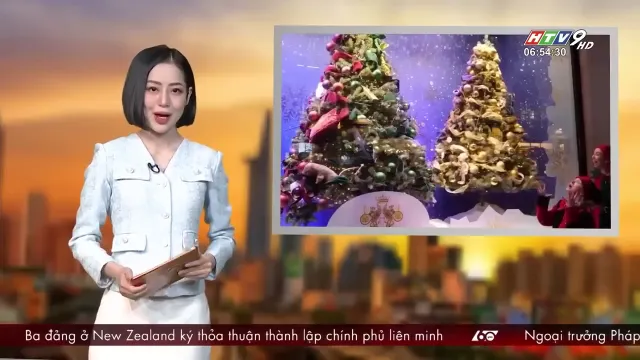 HTV9 HD
06:54:30
Ba đảng ở New Zealand ký thỏa thuận thành lập chính phủ liên minh
60
Ngoại trưởng Pháp